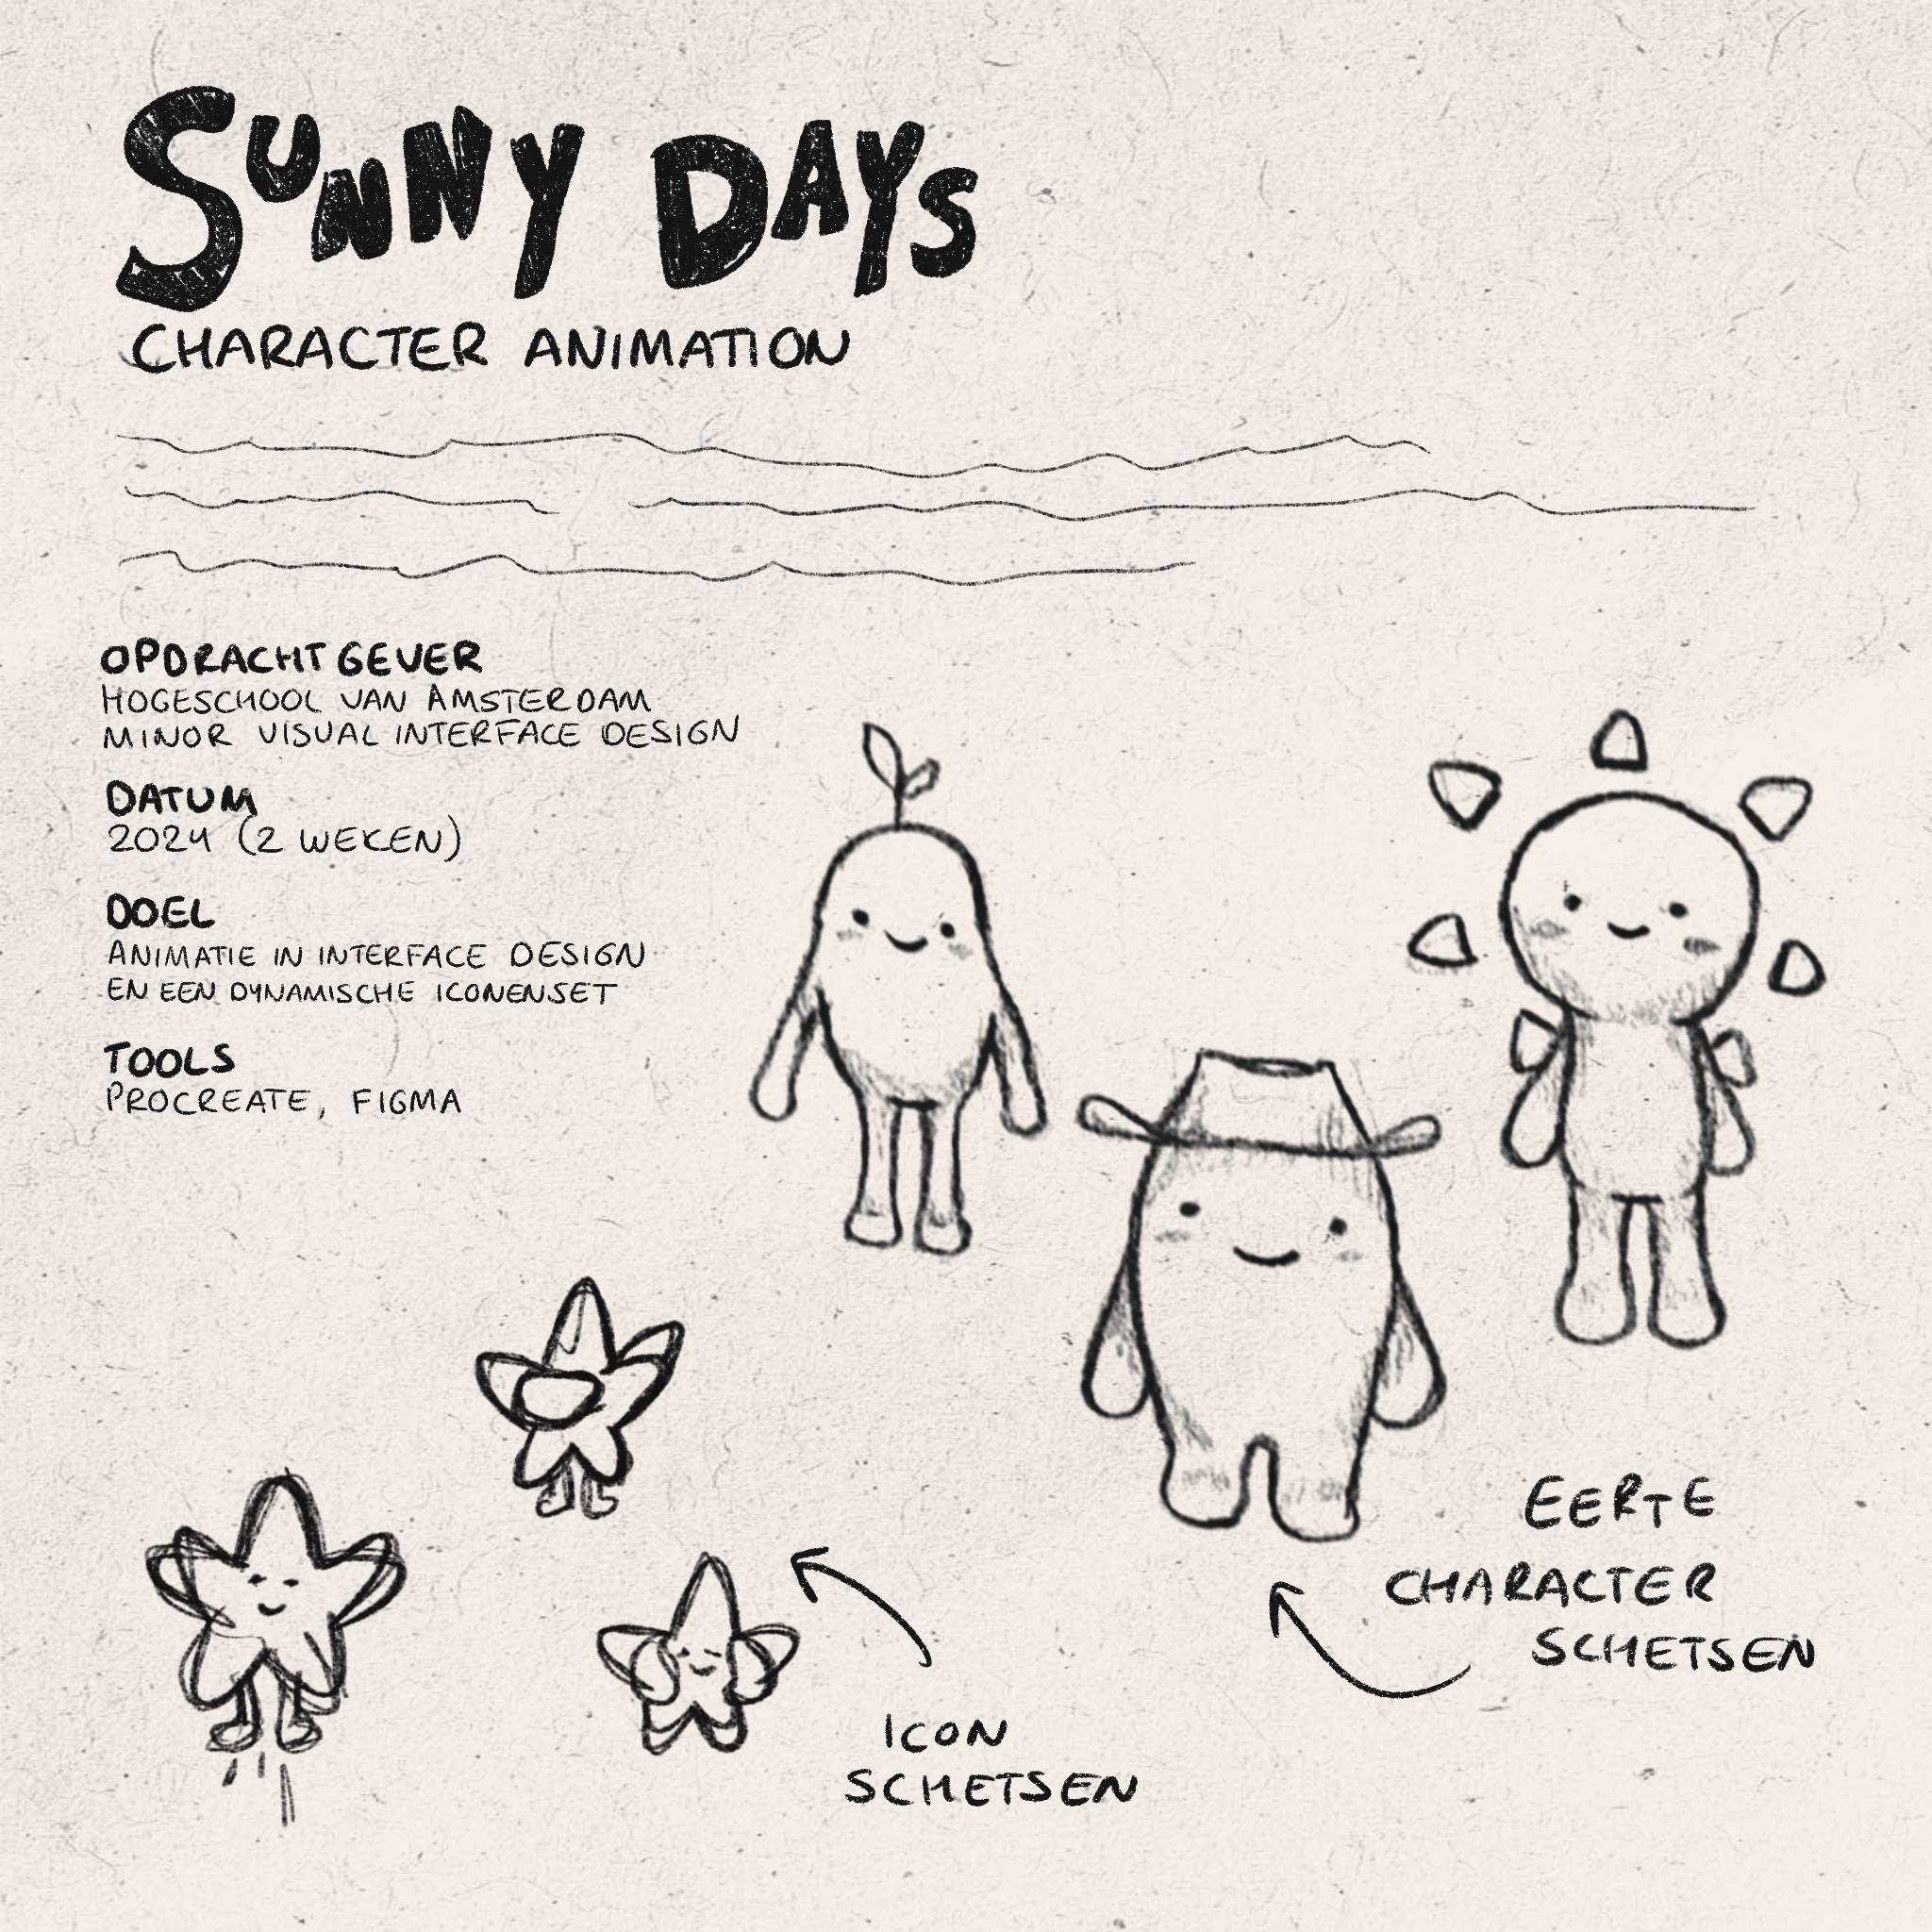 SUNNY DAYS
CHARACTER ANIMATION
OPDRACHTGEVER
HOGESCHOOL VAN AMSTERDAM
MINOR VISUAL INTERFACE DESIGN
DATUM
2024 (2 WEKEN)
DOEL
ANIMATIE IN INTERFACE DESIGN
EN EEN DYNAMISCHE ICONENSET
TOOLS
PROCREATE, FIGMA
EERTE
CHARACTER
SCHETSEN
ICON
SCHETSEN